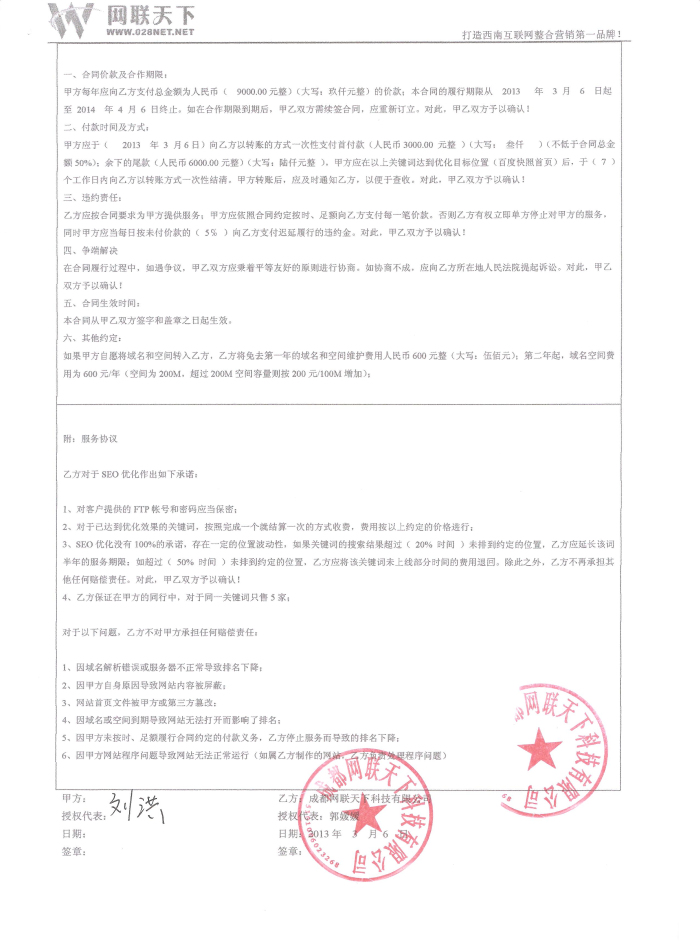 网联天下
WWW.028NET.NET
打造西南互联网整合营销第一品牌！
一、合同价款及合作期限：
甲方每年应向乙方支付总金额为人民币（ 9000.00 元整）(大写：玖仟元整）的价款；本合同的履行期限从 2013 年 3 月 6 日起
至 2014 年 4 月 6 日终止。如在合作期限到期后，甲乙双方需续签合同，应重新订立。对此，甲乙双方予以确认！
二、付款时间及方式：
甲方应于（ 2013 年 3 月 6 日）向乙方以转账的方式一次性支付首付款（人民币 3000.00 元整 ）(大写： 叁仟 ）（不低于合同总金
额 50%）；余下的尾款（人民币 6000.00 元整）(大写：陆仟元整 ）、甲方应在以上关键词达到优化目标位置（百度快照首页）后，于（ 7 ）
个工作日内向乙方以转账方式一次性结清。甲方转账后，应及时通知乙方，以便于查收。对此，甲乙双方予以确认！
三、违约责任：
乙方应按合同要求为甲方提供服务；甲方应依照合同约定按时、足额向乙方支付每一笔价款，否则乙方有权立即单方停止对甲方的服务。
同时甲方应当每日按未付价款的（ 5% ）向乙方支付迟延履行的违约金。对此，甲乙双方予以确认！
四、争端解决
在合同履行过程中，如遇争议，甲乙双方应秉着平等友好的原则进行协商。如协商不成，应向乙方所在地人民法院提起诉讼。对此，甲乙
双方予以确认！
五、合同生效时间：
本合同从甲乙双方签字和盖章之日起生效。
六、其他约定：
如果甲方自愿将域名和空间转入乙方，乙方将免去第一年的域名和空间维护费用人民币 600 元整（大写：伍佰元）；第二年起，域名空间费
用为 600 元/年（空间为 200M，超过 200M 空间容量则按 200 元/100M 增加）；
附：服务协议
乙方对于 SEO 优化作出如下承诺：
1、对客户提供的 FTP 帐号和密码应当保密；
2、对于已达到优化效果的关键词，按照完成一个就结算一次的方式收费，费用按以上约定的价格进行；
3、SEO 优化没有 100%的承诺，存在一定的位置波动性，如果关键词的搜索结果超过（ 20% 时间 ）未排到约定的位置，乙方应延长该词
半年的服务期限；如超过（ 50% 时间 ）未排到约定的位置，乙方应将该关键词未上线部分时间的费用退回。除此之外，乙方不再承担其
他任何赔偿责任。对此，甲乙双方予以确认！
4、乙方保证在甲方的同行中，对于同一关键词只售 5 家；
对于以下问题，乙方不对甲方承担任何赔偿责任：
1、因域名解析错误或服务器不正常导致排名下降；
2、因甲方自身原因导致网站内容被屏蔽；
3、网站首页文件被甲方或第三方篡改；
4、因域名或空间到期导致网站无法打开而影响了排名；
5、因甲方未按时、足额履行合同约定的付款义务，乙方停止服务而导致的排名下降；
6、因甲方网站程序问题导致网站无法正常运行（如属乙方制作的网站，乙方负责处理程序问题）
网联天下科技有限公司
甲方：
乙方：成都网联天下科技有限公司
授权代表：刘洪
授权代表：郭媛媛
日期：
日期：2013 年 3 月 6 日
签章：
签章：
成都网联天下科技有限公司